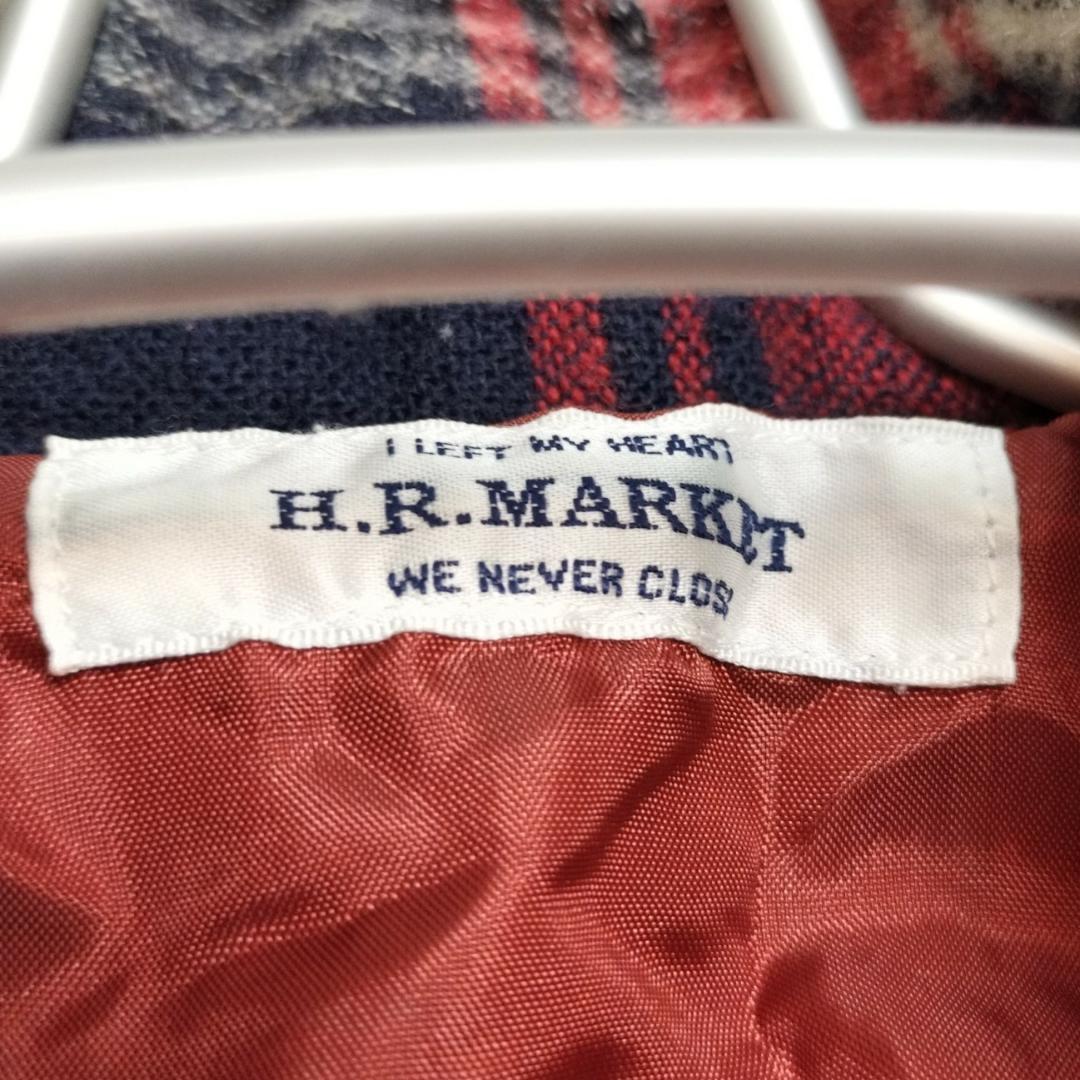 I LEFT MY HEART
H.R.MARKET
WE NEVER CLOSE